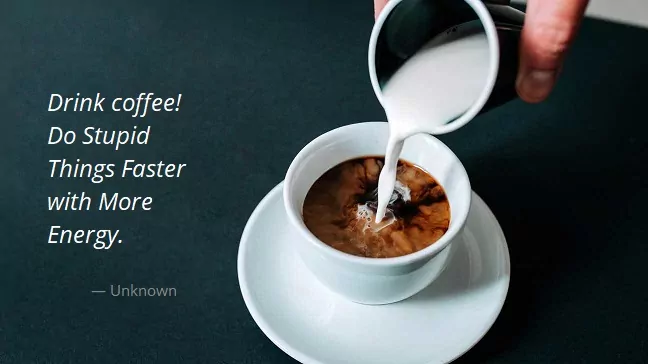 Drink coffee!
Do Stupid
Things Faster
with More
Energy.
— Unknown